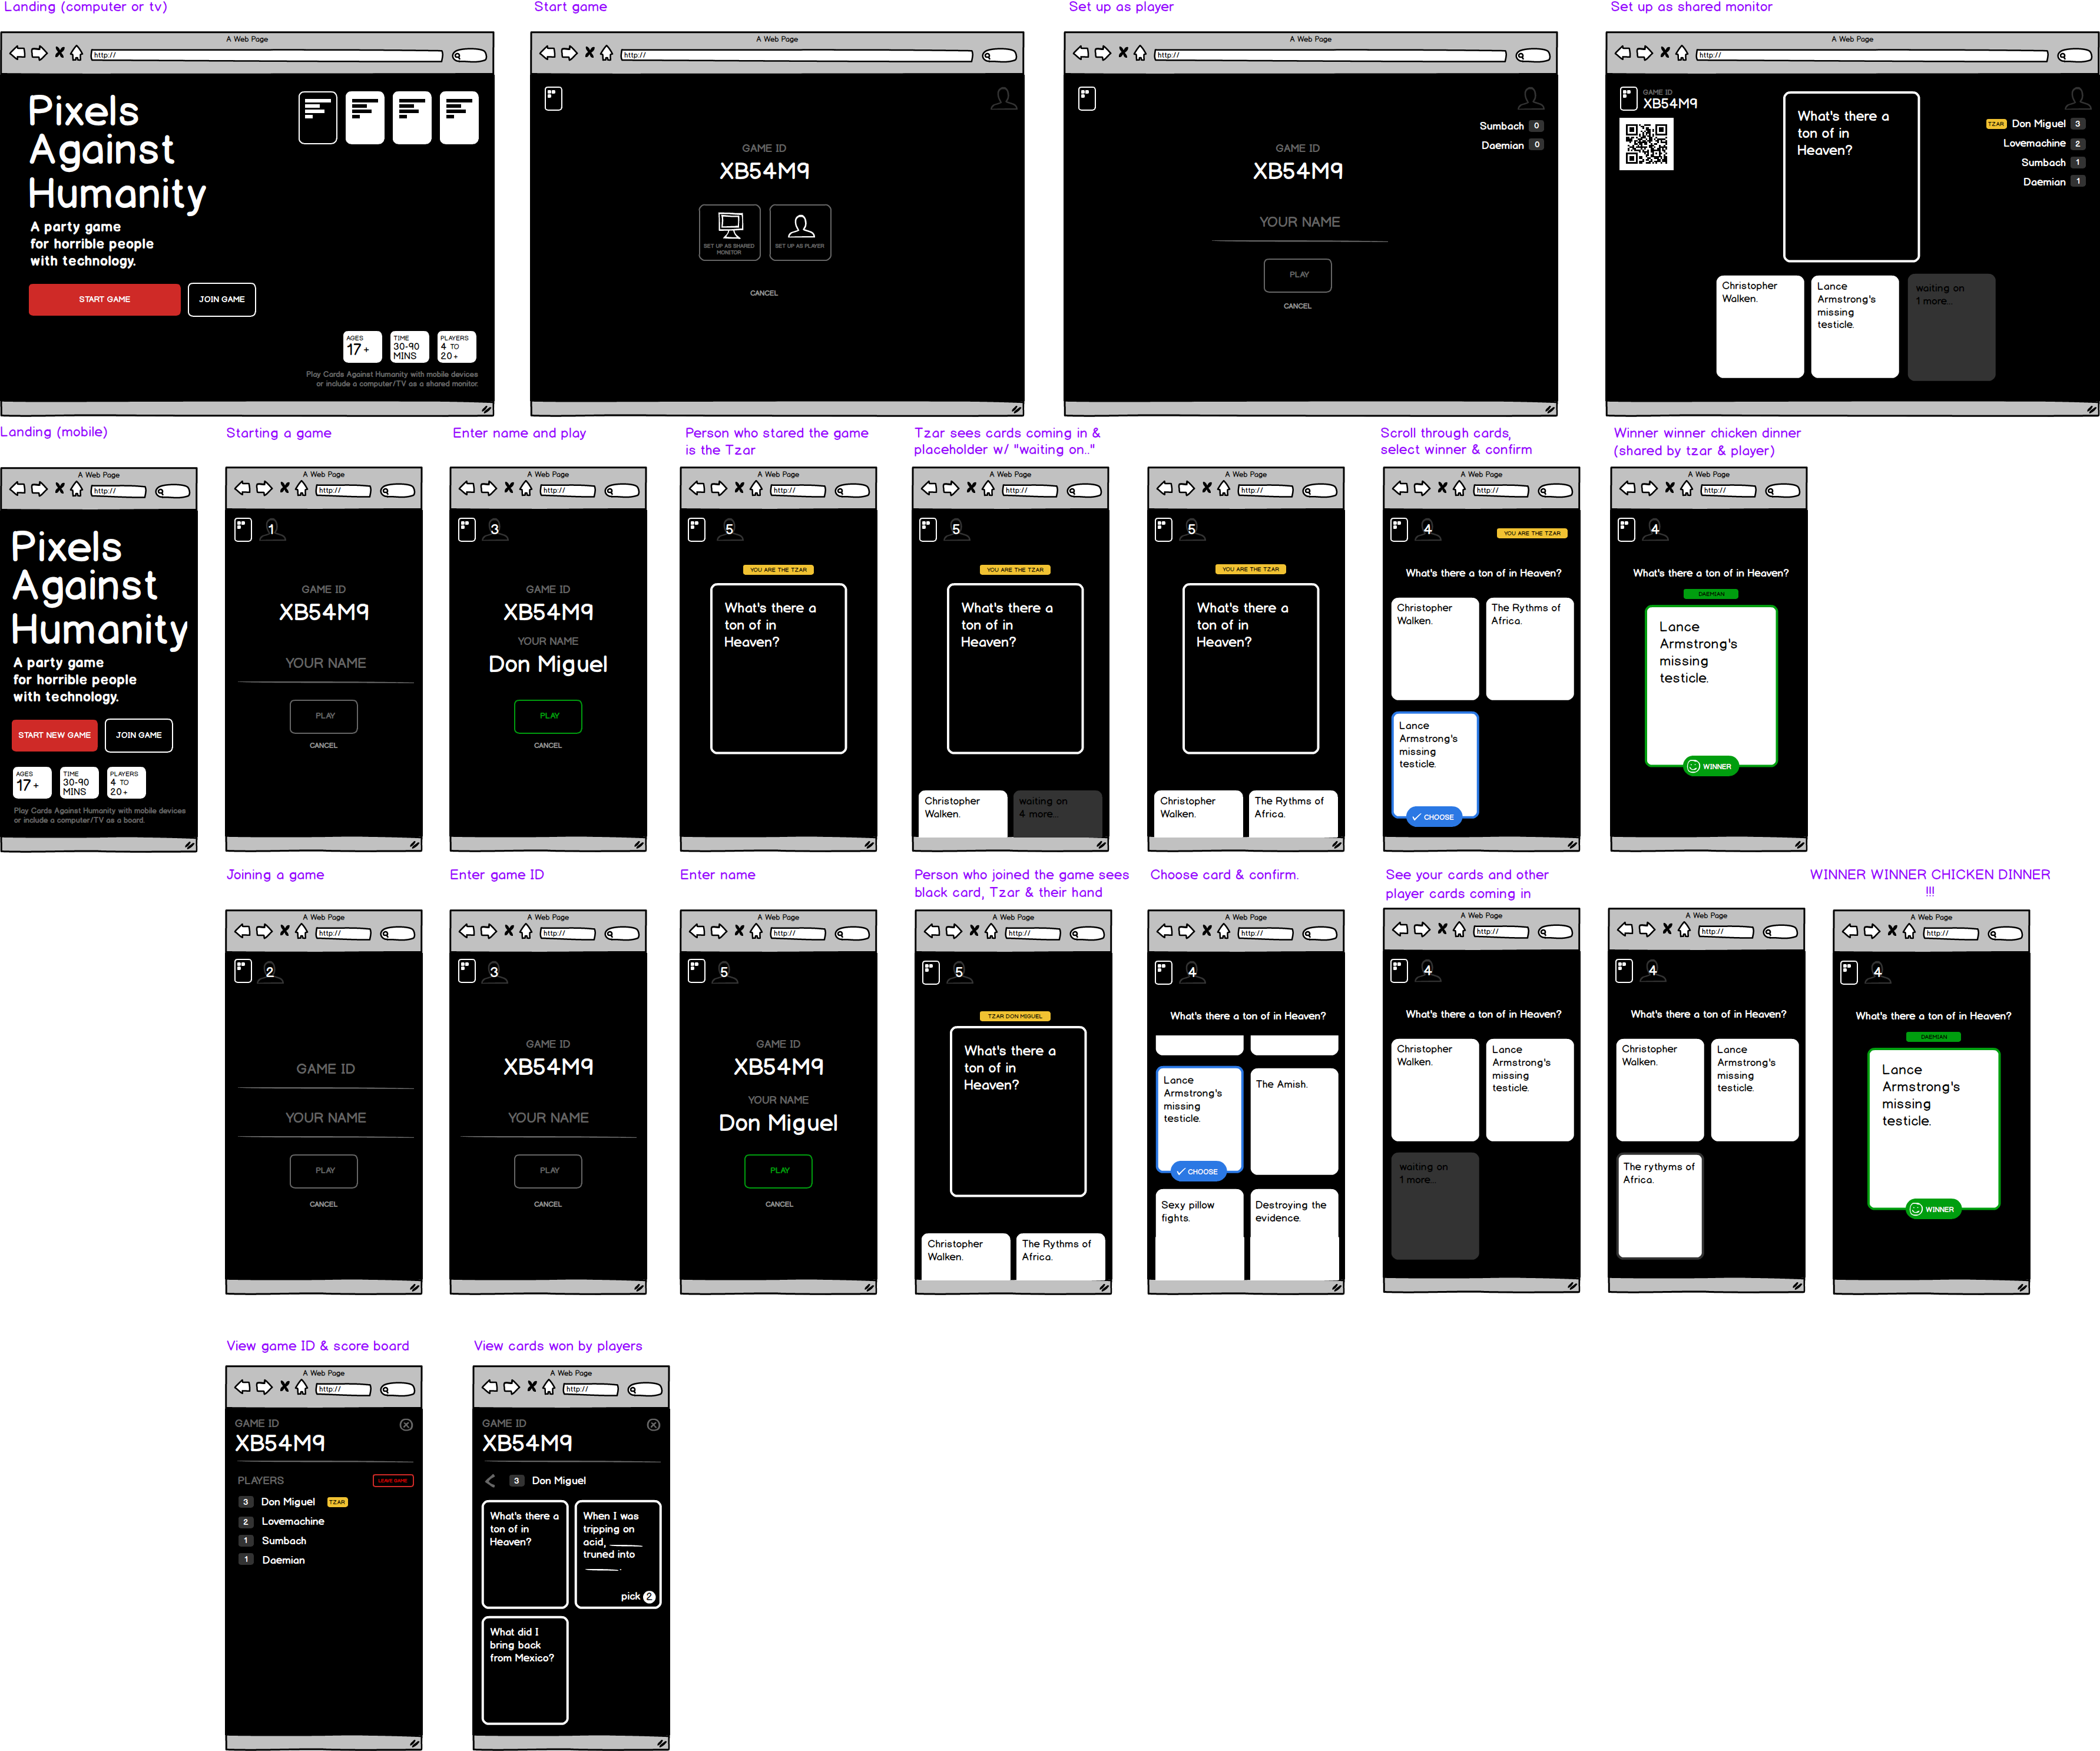 Landing (computer or tv)
A Web Page
http://
Pixels
Against
Humanity
A party game
for horrible people
with technology.
START GAME
JOIN GAME
AGES
17+
TIME
30-90
MINS
PLAYERS
4 TO
20+
Play Cards Against Humanity with mobile devices
or include a computer/TV as a shared monitor.
Start game
A Web Page
http://
GAME ID
XB54M9
SET UP AS SHARED
MONITOR
SET UP AS PLAYER
CANCEL
Set up as player
A Web Page
http://
Sumbach 0
Daemian 0
GAME ID
XB54M9
YOUR NAME
PLAY
CANCEL
Set up as shared monitor
A Web Page
http://
GAME ID
XB54M9
What's there a
ton of in
Heaven?
TZAR Don Miguel 3
Lovemachine 2
Sumbach 1
Daemian 1
Christopher
Walken.
Lance
Armstrong's
missing
testicle.
waiting on
1 more...
Landing (mobile)
A Web Page
http://
Pixels
Against
Humanity
A party game
for horrible people
with technology.
START NEW GAME
JOIN GAME
AGES
17+
TIME
30-90
MINS
PLAYERS
4 TO
20+
Play Cards Against Humanity with mobile devices
or include a computer/TV as a board.
Starting a game
A Web Page
http://
1
GAME ID
XB54M9
YOUR NAME
PLAY
CANCEL
Enter name and play
A Web Page
http://
3
GAME ID
XB54M9
YOUR NAME
Don Miguel
PLAY
CANCEL
Person who stared the game
is the Tzar
A Web Page
http://
5
YOU ARE THE TZAR
What's there a
ton of in
Heaven?
Tzar sees cards coming in &
placeholder w/ "waiting on.."
A Web Page
http://
5
YOU ARE THE TZAR
What's there a
ton of in
Heaven?
Christopher
Walken.
waiting on
4 more...
A Web Page
http://
5
YOU ARE THE TZAR
What's there a
ton of in
Heaven?
Christopher
Walken.
The Rythms of
Africa.
Scroll through cards,
select winner & confirm
A Web Page
http://
4
YOU ARE THE TZAR
What's there a ton of in Heaven?
Christopher
Walken.
The Rythms of
Africa.
Lance
Armstrong's
missing
testicle.
CHOOSE
Winner winner chicken dinner
(shared by tzar & player)
A Web Page
http://
4
What's there a ton of in Heaven?
DAEMIAN
Lance
Armstrong's
missing
testicle.
WINNER
Joining a game
A Web Page
http://
2
GAME ID
YOUR NAME
PLAY
CANCEL
Enter game ID
A Web Page
http://
3
GAME ID
XB54M9
YOUR NAME
PLAY
CANCEL
Enter name
A Web Page
http://
5
GAME ID
XB54M9
YOUR NAME
Don Miguel
PLAY
CANCEL
Person who joined the game sees
black card, Tzar & their hand
A Web Page
http://
5
TZAR DON MIGUEL
What's there a
ton of in
Heaven?
Christopher
Walken.
The Rythms of
Africa.
Choose card & confirm.
A Web Page
http://
4
What's there a ton of in Heaven?
Lance
Armstrong's
missing
testicle.
CHOOSE
The Amish.
Sexy pillow
fights.
Destroying the
evidence.
See your cards and other
player cards coming in
A Web Page
http://
4
What's there a ton of in Heaven?
Christopher
Walken.
Lance
Armstrong's
missing
testicle.
waiting on
1 more...
A Web Page
http://
4
What's there a ton of in Heaven?
Christopher
Walken.
Lance
Armstrong's
missing
testicle.
The rythyms of
Africa.
WINNER WINNER CHICKEN DINNER
!!!
A Web Page
http://
4
What's there a ton of in Heaven?
DAEMIAN
Lance
Armstrong's
missing
testicle.
WINNER
View game ID & score board
A Web Page
http://
GAME ID
XB54M9
PLAYERS
LEAVE GAME
3 Don Miguel TZAR
2 Lovemachine
1 Sumbach
1 Daemian
View cards won by players
A Web Page
http://
GAME ID
XB54M9
3 Don Miguel
What's there a
ton of in
Heaven?
When I was
tripping on
acid, ____
truned into
____.
pick 2
What did I
bring back
from Mexico?